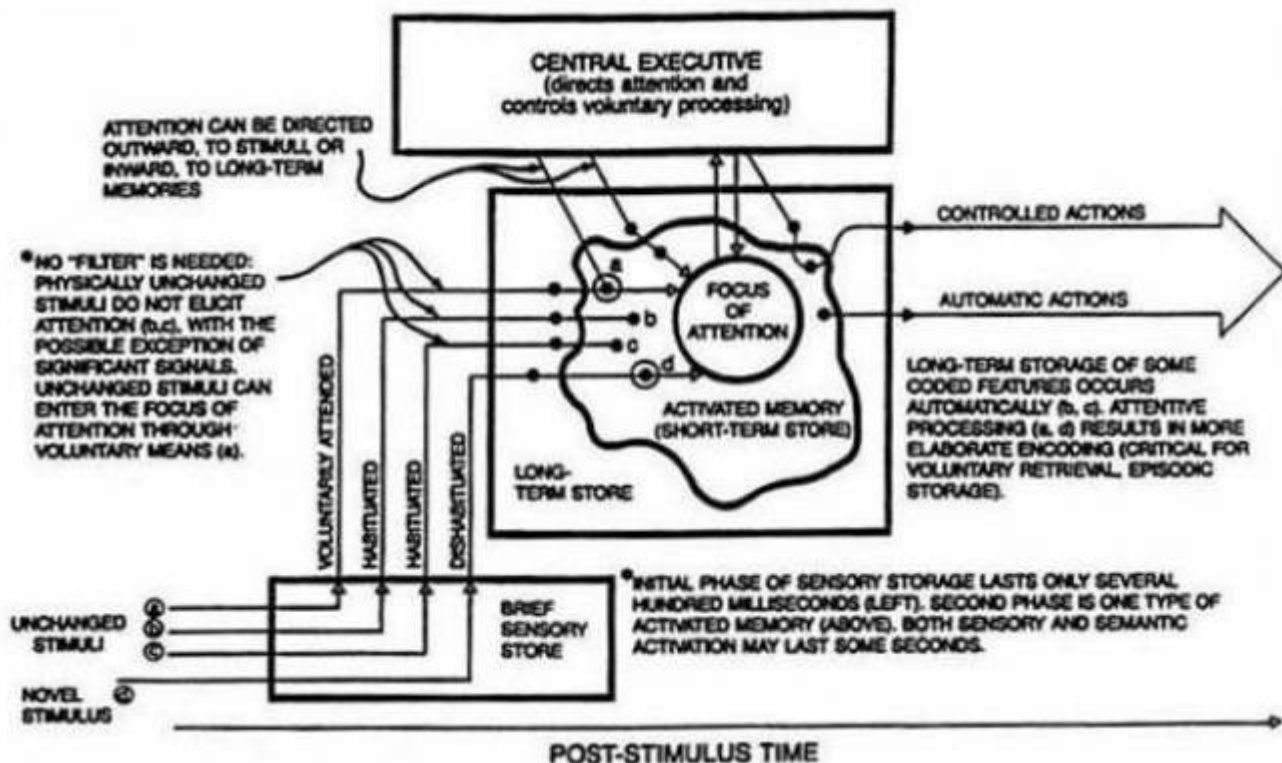 CENTRAL EXECUTIVE
(directs attention and
controls voluntary processing)
ATTENTION CAN BE DIRECTED
OUTWARD, TO STIMULI OR
INWARD, TO LONG-TERM
MEMORIES
NO "FILTER" IS NEEDED:
PHYSICALLY UNCHANGED
STIMULI DO NOT ELICIT
ATTENTION (b,c), WITH THE
POSSIBLE EXCEPTION OF
SIGNIFICANT SIGNALS.
UNCHANGED STIMULI CAN
ENTER THE FOCUS OF
ATTENTION THROUGH
VOLUNTARY MEANS (a).
a
b
c
d
FOCUS
OF
ATTENTION
ACTIVATED MEMORY
(SHORT-TERM STORE)
LONG-
TERM STORE
CONTROLLED ACTIONS
AUTOMATIC ACTIONS
LONG-TERM STORAGE OF SOME
CODED FEATURES OCCURS
AUTOMATICALLY (b, c). ATTENTIVE
PROCESSING (a, d) RESULTS IN MORE
ELABORATE ENCODING (CRITICAL FOR
VOLUNTARY RETRIEVAL, EPISODIC
STORAGE).
VOLUNTARILY ATTENDED
HABITUATED
HABITUATED
DISHABITUATED
BRIEF
SENSORY
STORE
INITIAL PHASE OF SENSORY STORAGE LASTS ONLY SEVERAL
HUNDRED MILLISECONDS (LEFT). SECOND PHASE IS ONE TYPE OF
ACTIVATED MEMORY (ABOVE). BOTH SENSORY AND SEMANTIC
ACTIVATION MAY LAST SOME SECONDS.
UNCHANGED
STIMULI
c
NOVEL
STIMULUS
POST-STIMULUS TIME